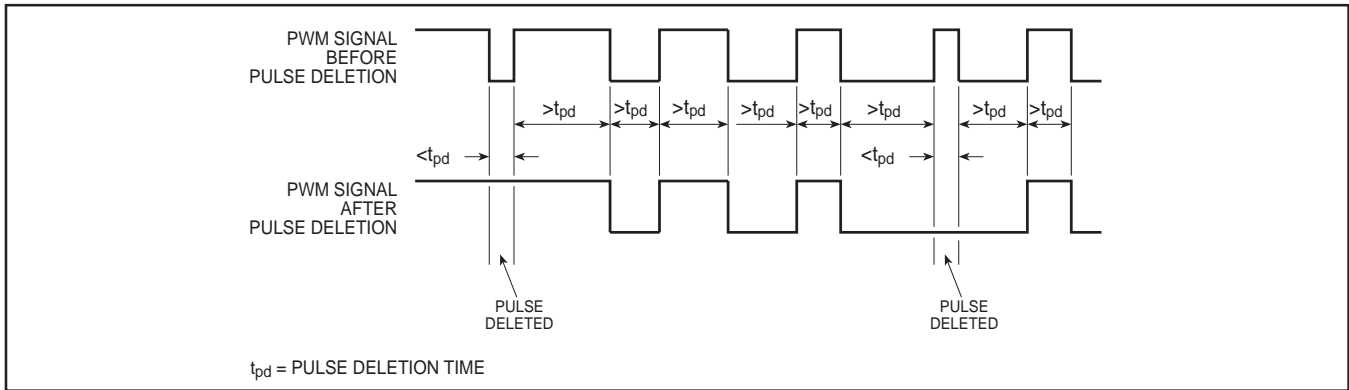 PWM SIGNAL
BEFORE
PULSE DELETION
>tpd >tpd >tpd >tpd >tpd >tpd >tpd >tpd
<tpd <tpd
PWM SIGNAL
AFTER
PULSE DELETION
PULSE
DELETED
PULSE
DELETED
tpd = PULSE DELETION TIME